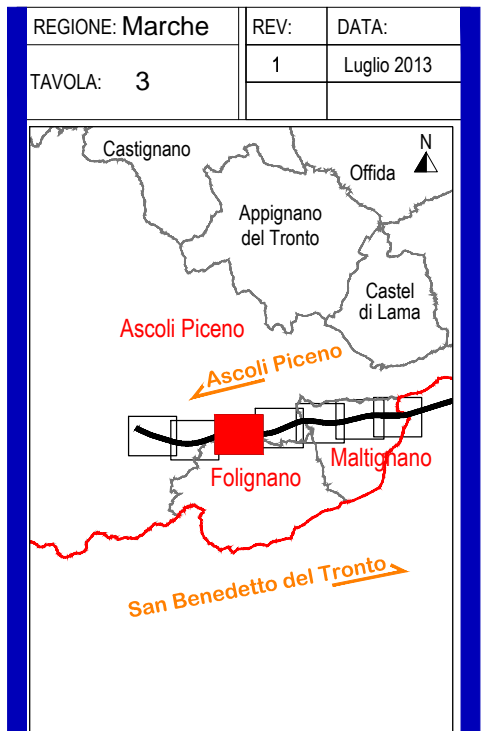 REGIONE: Marche
REV:
DATA:
TAVOLA: 3
1
Luglio 2013
Castignano
N
Offida
Appignano
del Tronto
Castel
di Lama
Ascoli Piceno
Ascoli Piceno
Maltignano
Folignano
San Benedetto del Tronto